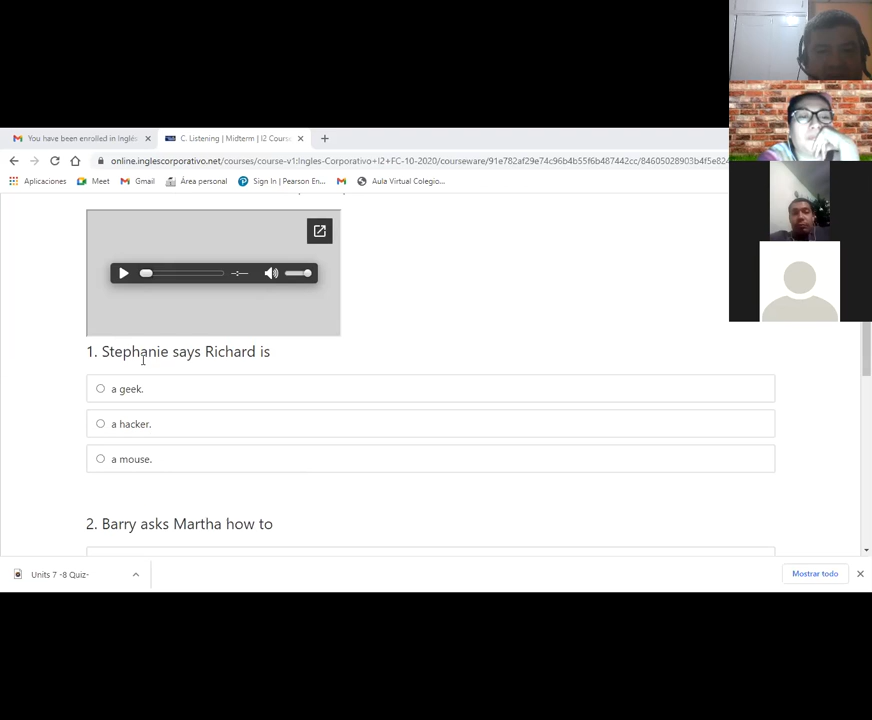 You have been enrolled in Inglés
C. Listening | Midterm | I2 Course
online.inglescorporativo.net/courses/course-v1:Ingles-Corporativo+I2+FC-10-2020/courseware/91e782af29e74c96b4b55f6b487442cc/84605028903b4f5e824
Aplicaciones Meet Gmail Área personal Sign In | Pearson En... Aula Virtual Colegio...
1. Stephanie says Richard is
a geek.
a hacker.
a mouse.
2. Barry asks Martha how to
Units 7 -8 Quiz-
Mostrar todo